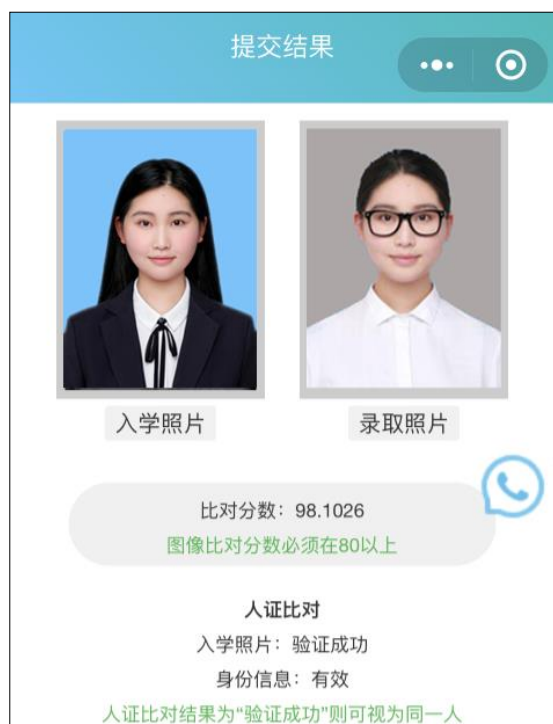 提交结果
入学照片
录取照片
比对分数：98.1026
图像比对分数必须在80以上
人证比对
入学照片：验证成功
身份信息：有效
人证比对结果为“验证成功”则可视为同一人